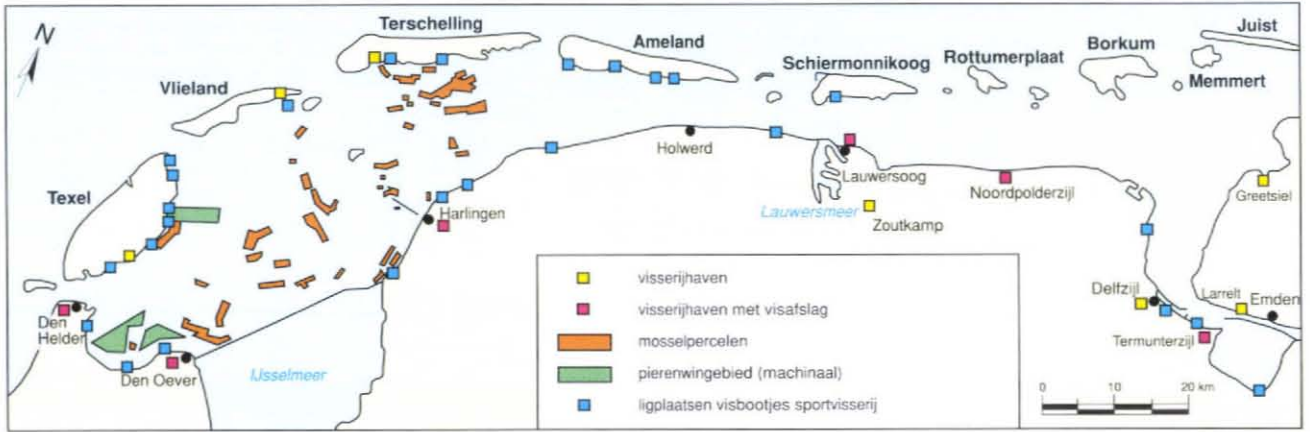 N
Terschelling
Ameland
Schiermonnikoog
Rottumerplaat
Borkum
Juist
Memmert
Vlieland
Texel
Holwerd
Lauwersoog
Noordpolderzijl
Greetsiel
Harlingen
Lauwersmeer
Zoutkamp
Den
Helder
Den Oever
IJsselmeer
Delfzijl
Larrelt
Emden
Termunterzijl
visserijhaven
visserijhaven met visafslag
mosselpercelen
pierenwingebied (machinaal)
ligplaatsen visbootjes sportvisserij
0 10 20 km